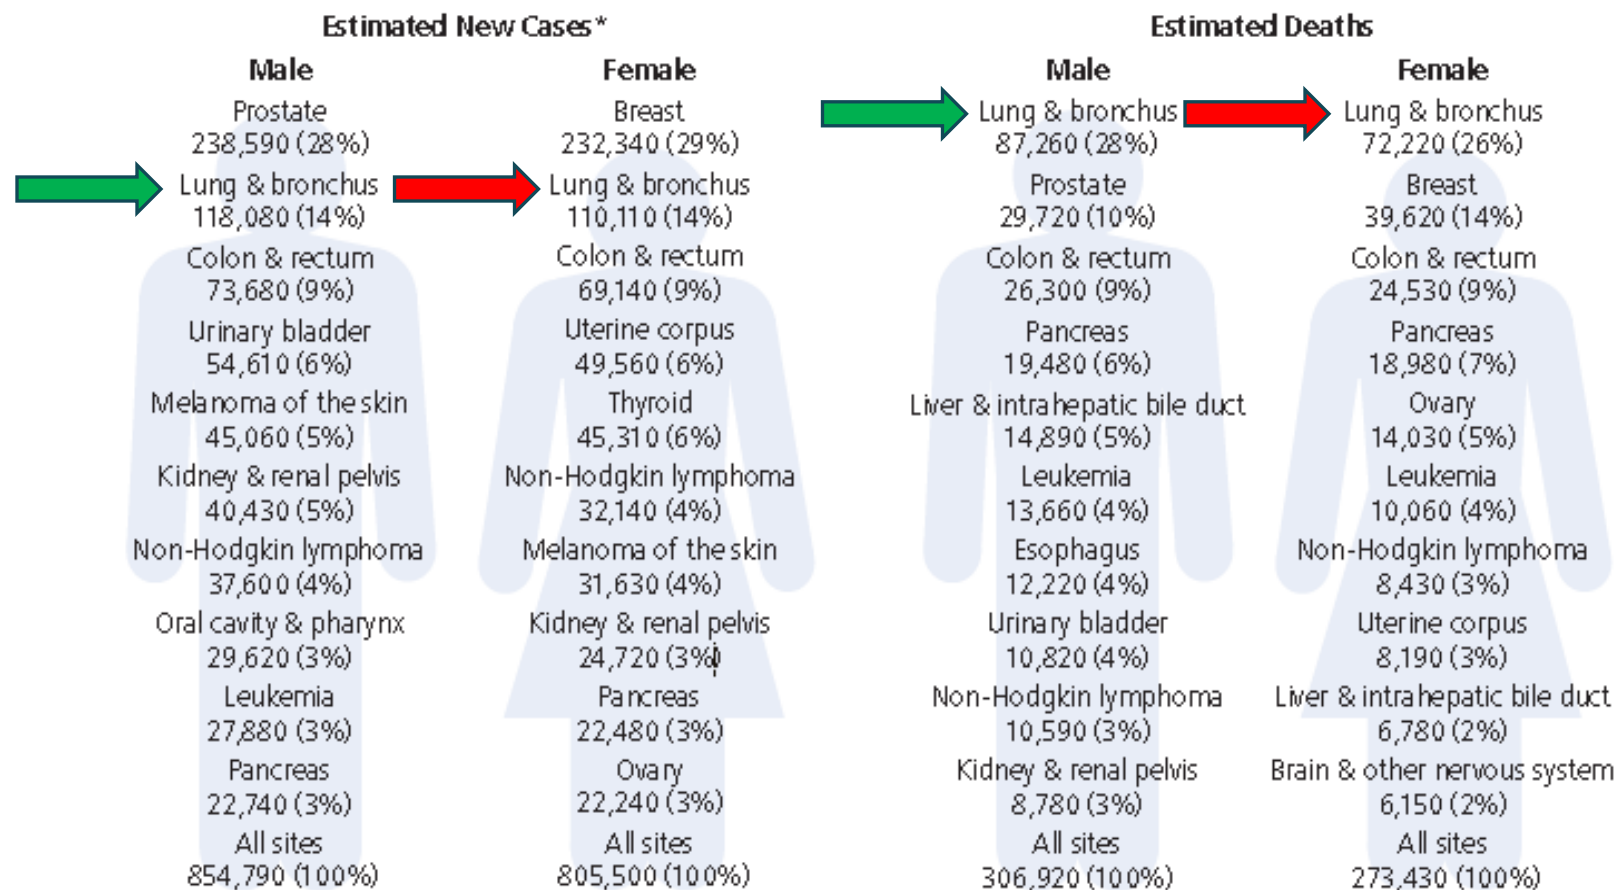 Estimated New Cases*
Male
Prostate
238,590 (28%)
Lung & bronchus
118,080 (14%)
Colon & rectum
73,680 (9%)
Urinary bladder
54,610 (6%)
Melanoma of the skin
45,060 (5%)
Kidney & renal pelvis
40,430 (5%)
Non-Hodgkin lymphoma
37,600 (4%)
Oral cavity & pharynx
29,620 (3%)
Leukemia
27,880 (3%)
Pancreas
22,740 (3%)
All sites
854,790 (100%)
Female
Breast
232,340 (29%)
Lung & bronchus
110,110 (14%)
Colon & rectum
69,140 (9%)
Uterine corpus
49,560 (6%)
Thyroid
45,310 (6%)
Non-Hodgkin lymphoma
32,140 (4%)
Melanoma of the skin
31,630 (4%)
Kidney & renal pelvis
24,720 (3%)
Pancreas
22,480 (3%)
Ovary
22,240 (3%)
All sites
805,500 (100%)
Estimated Deaths
Male
Lung & bronchus
87,260 (28%)
Prostate
29,720 (10%)
Colon & rectum
26,300 (9%)
Pancreas
19,480 (6%)
Liver & intrahepatic bile duct
14,890 (5%)
Leukemia
13,660 (4%)
Esophagus
12,220 (4%)
Urinary bladder
10,820 (4%)
Non-Hodgkin lymphoma
10,590 (3%)
Kidney & renal pelvis
8,780 (3%)
All sites
306,920 (100%)
Female
Lung & bronchus
72,220 (26%)
Breast
39,620 (14%)
Colon & rectum
24,530 (9%)
Pancreas
18,980 (7%)
Ovary
14,030 (5%)
Leukemia
10,060 (4%)
Non-Hodgkin lymphoma
8,430 (3%)
Uterine corpus
8,190 (3%)
Liver & intrahepatic bile duct
6,780 (2%)
Brain & other nervous system
6,150 (2%)
All sites
273,430 (100%)